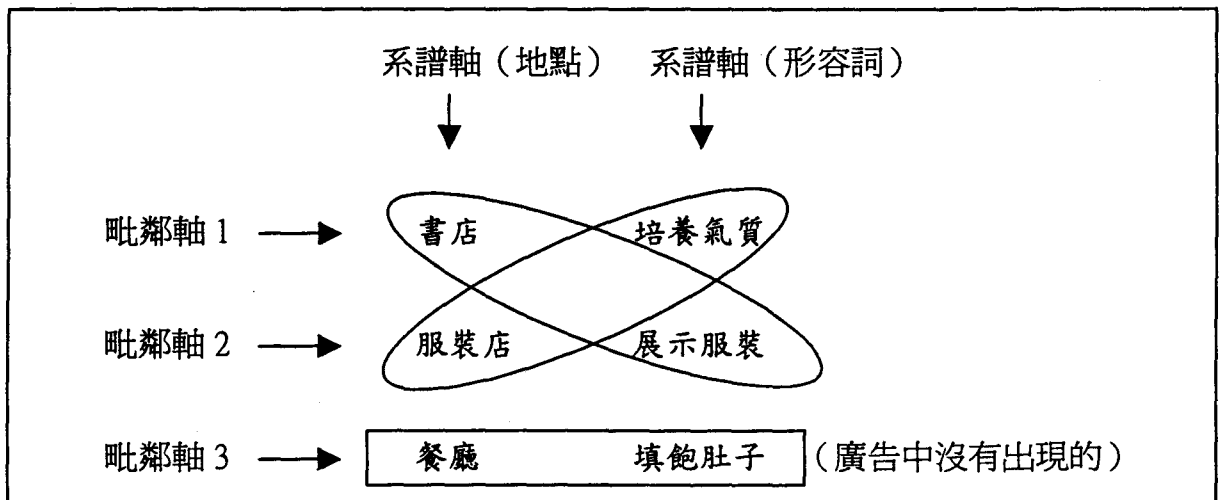 系譜軸（地點） 系譜軸（形容詞）
毗鄰軸 1 書店 培養氣質
毗鄰軸 2 服裝店 展示服裝
毗鄰軸 3 餐廳 填飽肚子 （廣告中沒有出現的）